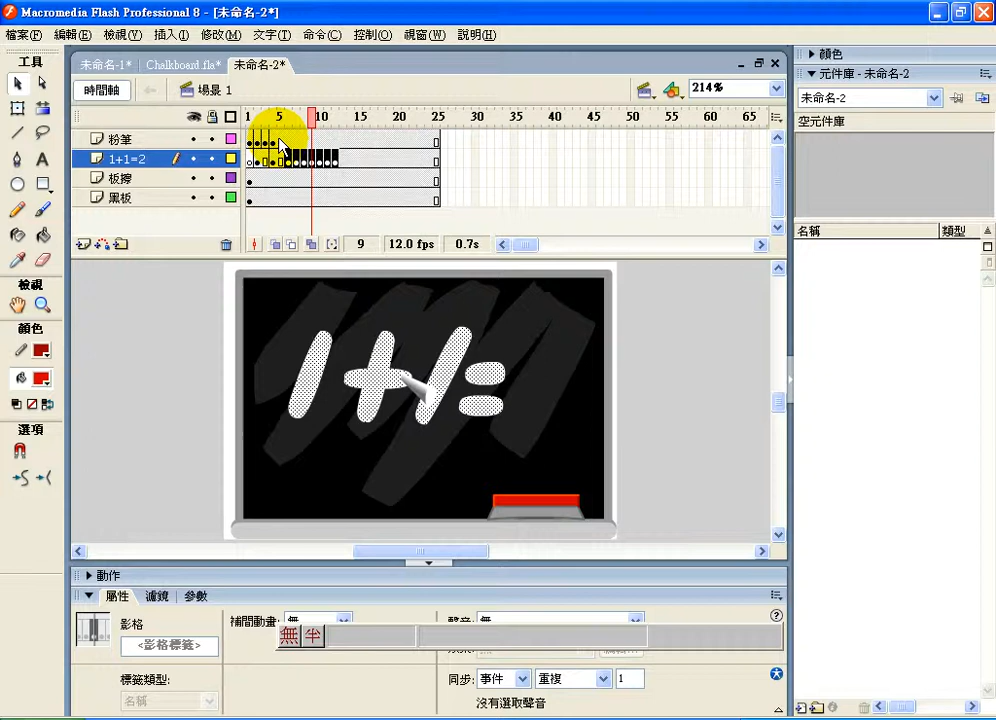 Macromedia Flash Professional 8 - [未命名-2*]
檔案(F) 編輯(E) 檢視(V) 插入(I) 修改(M) 文字(T) 命令(C) 控制(O) 視窗(W) 說明(H)
工具
未命名-1* Chalkboard.fla* 未命名-2*
時間軸 場景 1 214%
1 5 10 15 20 25 30 35 40 45 50 55 60 65
粉筆
1+1=2
板擦
黑板
9 12.0 fps 0.7s
檢視
顏色
選項
1+1=
顏色
元件庫 - 未命名-2
未命名-2
空元件庫
名稱 類型
動作
屬性 濾鏡 參數
影格
<影格標籤>
標籤類型:
名稱
補間動畫: 無
無 半
同步: 事件 重複 1
沒有選取聲音